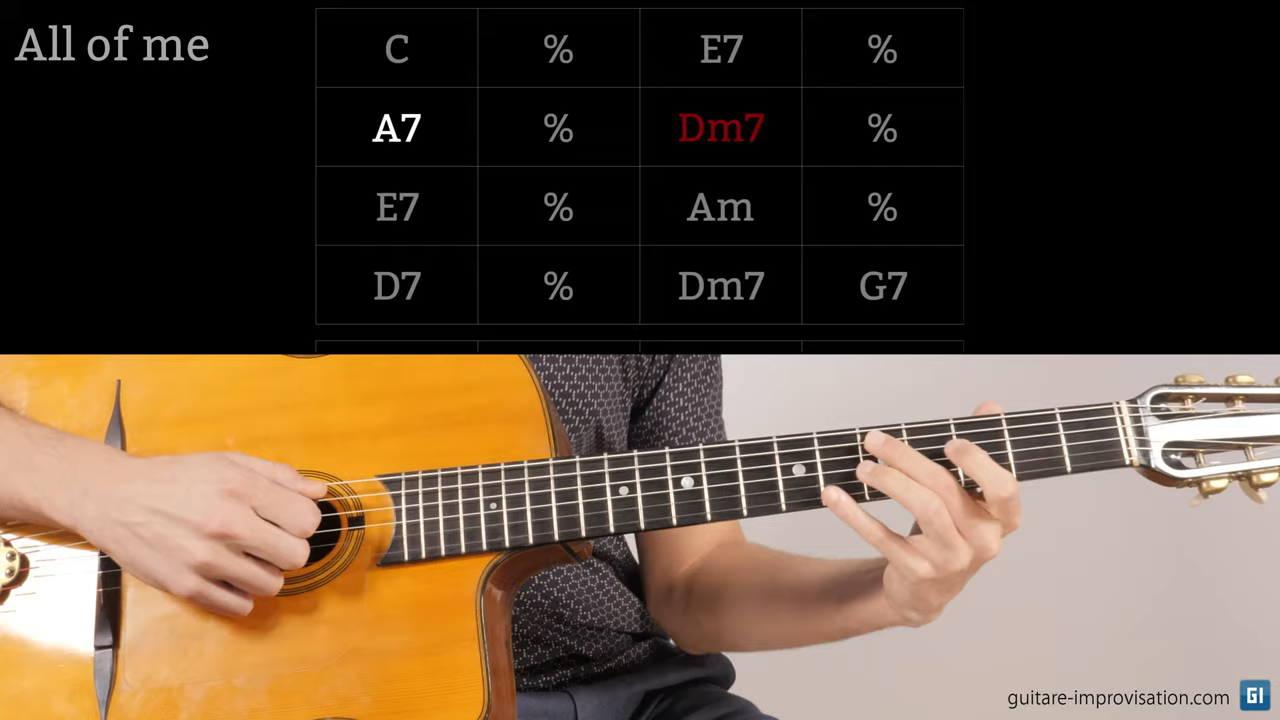 All of me
C % E7 %
A7 % Dm7 %
E7 % Am %
D7 % Dm7 G7
guitare-improvisation.com GI